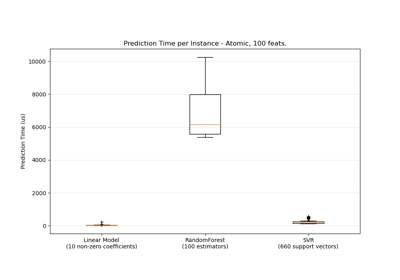 Prediction Time per Instance - Atomic, 100 feats.
10000
8000
6000
4000
2000
0
Prediction Time (us)
Linear Model
(10 non-zero coefficients)
RandomForest
(100 estimators)
SVR
(660 support vectors)